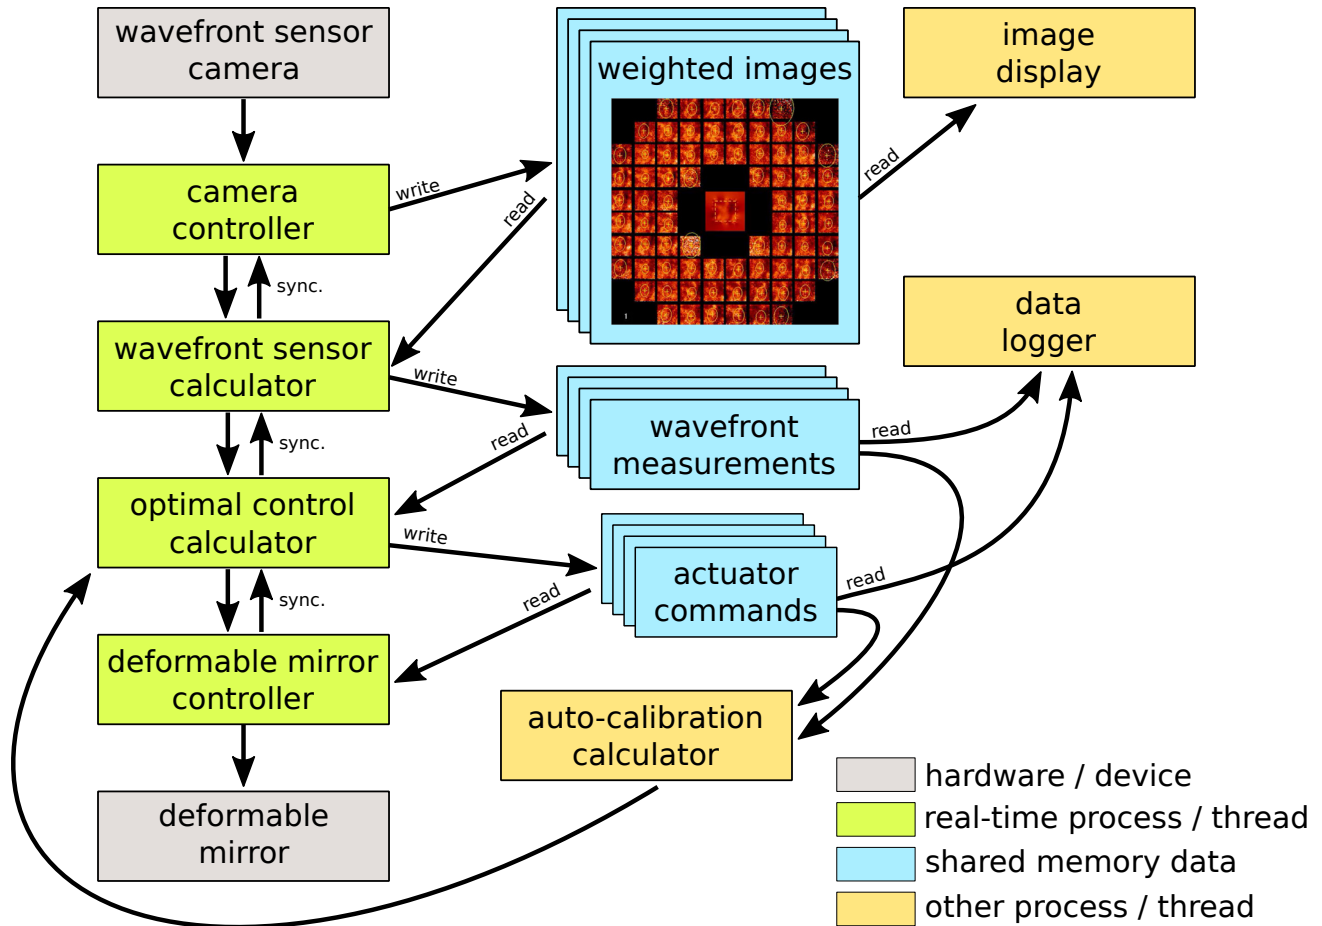 wavefront sensor
camera
camera
controller
wavefront sensor
calculator
optimal control
calculator
deformable mirror
controller
deformable
mirror
sync.
sync.
sync.
write
read
write
read
write
read
weighted images
wavefront
measurements
actuator
commands
read
read
read
image
display
data
logger
auto-calibration
calculator
hardware / device
real-time process / thread
shared memory data
other process / thread